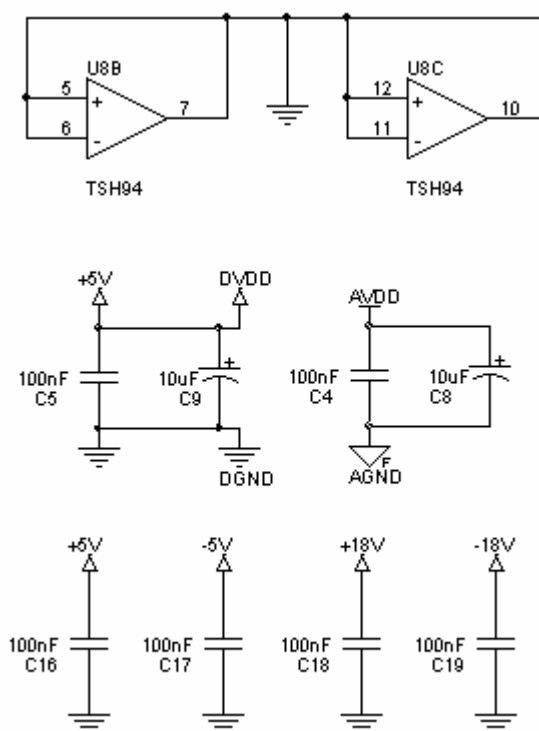 U8B
U8C
5
+
7
12
+
10
6
-
11
-
TSH94
TSH94
+5V
DVDD
AVDD
+
+
100nF
10uF
100nF
10uF
C5
C9
C4
C8
F
DGND
AGND
+5V
-5V
+18V
-18V
100nF
100nF
100nF
100nF
C16
C17
C18
C19